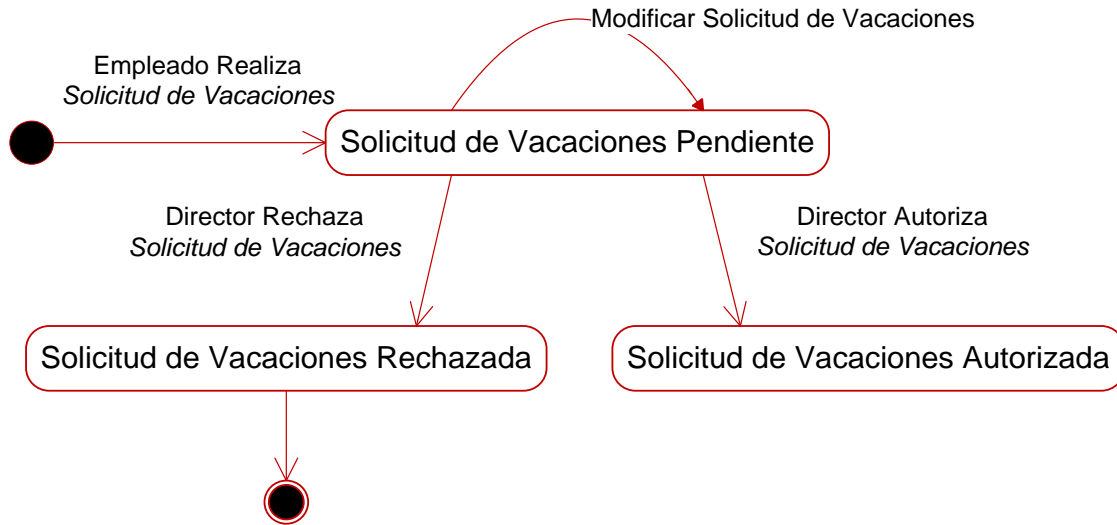 Modificar Solicitud de Vacaciones
Empleado Realiza
Solicitud de Vacaciones
Solicitud de Vacaciones Pendiente
Director Rechaza
Solicitud de Vacaciones
Director Autoriza
Solicitud de Vacaciones
Solicitud de Vacaciones Rechazada
Solicitud de Vacaciones Autorizada